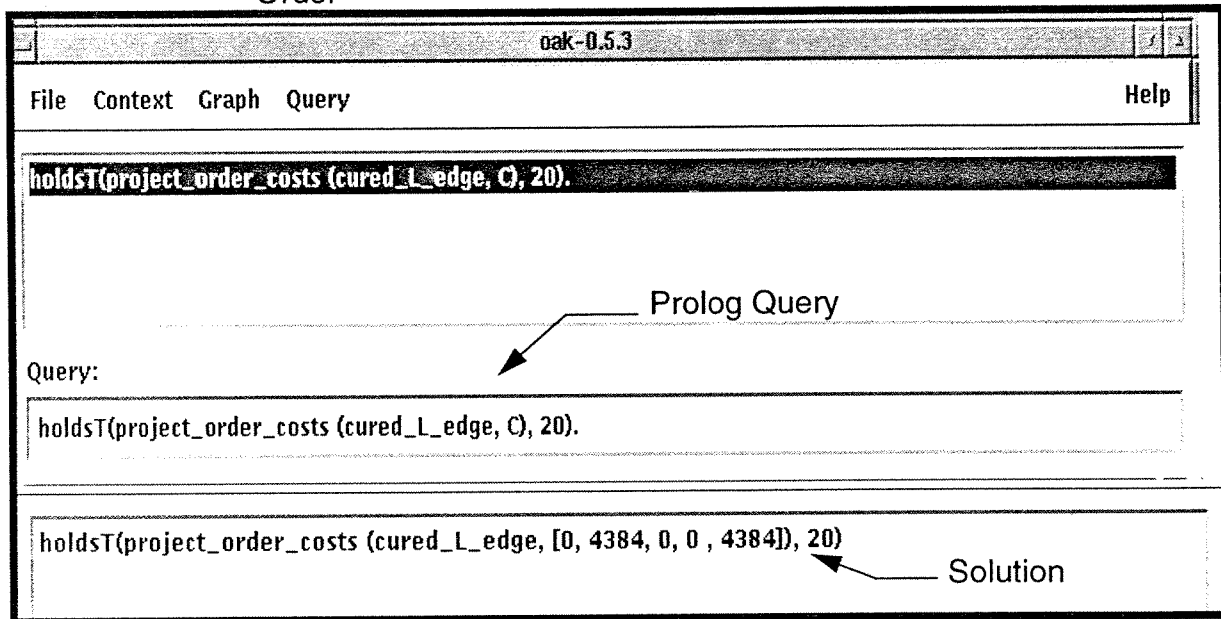 oak-0.5.3
File Context Graph Query Help
holdsT(project_order_costs (cured_L_edge, C), 20).
Prolog Query
Query:
holdsT(project_order_costs (cured_L_edge, C), 20).
holdsT(project_order_costs (cured_L_edge, [0, 4384, 0, 0 , 4384]), 20)
Solution